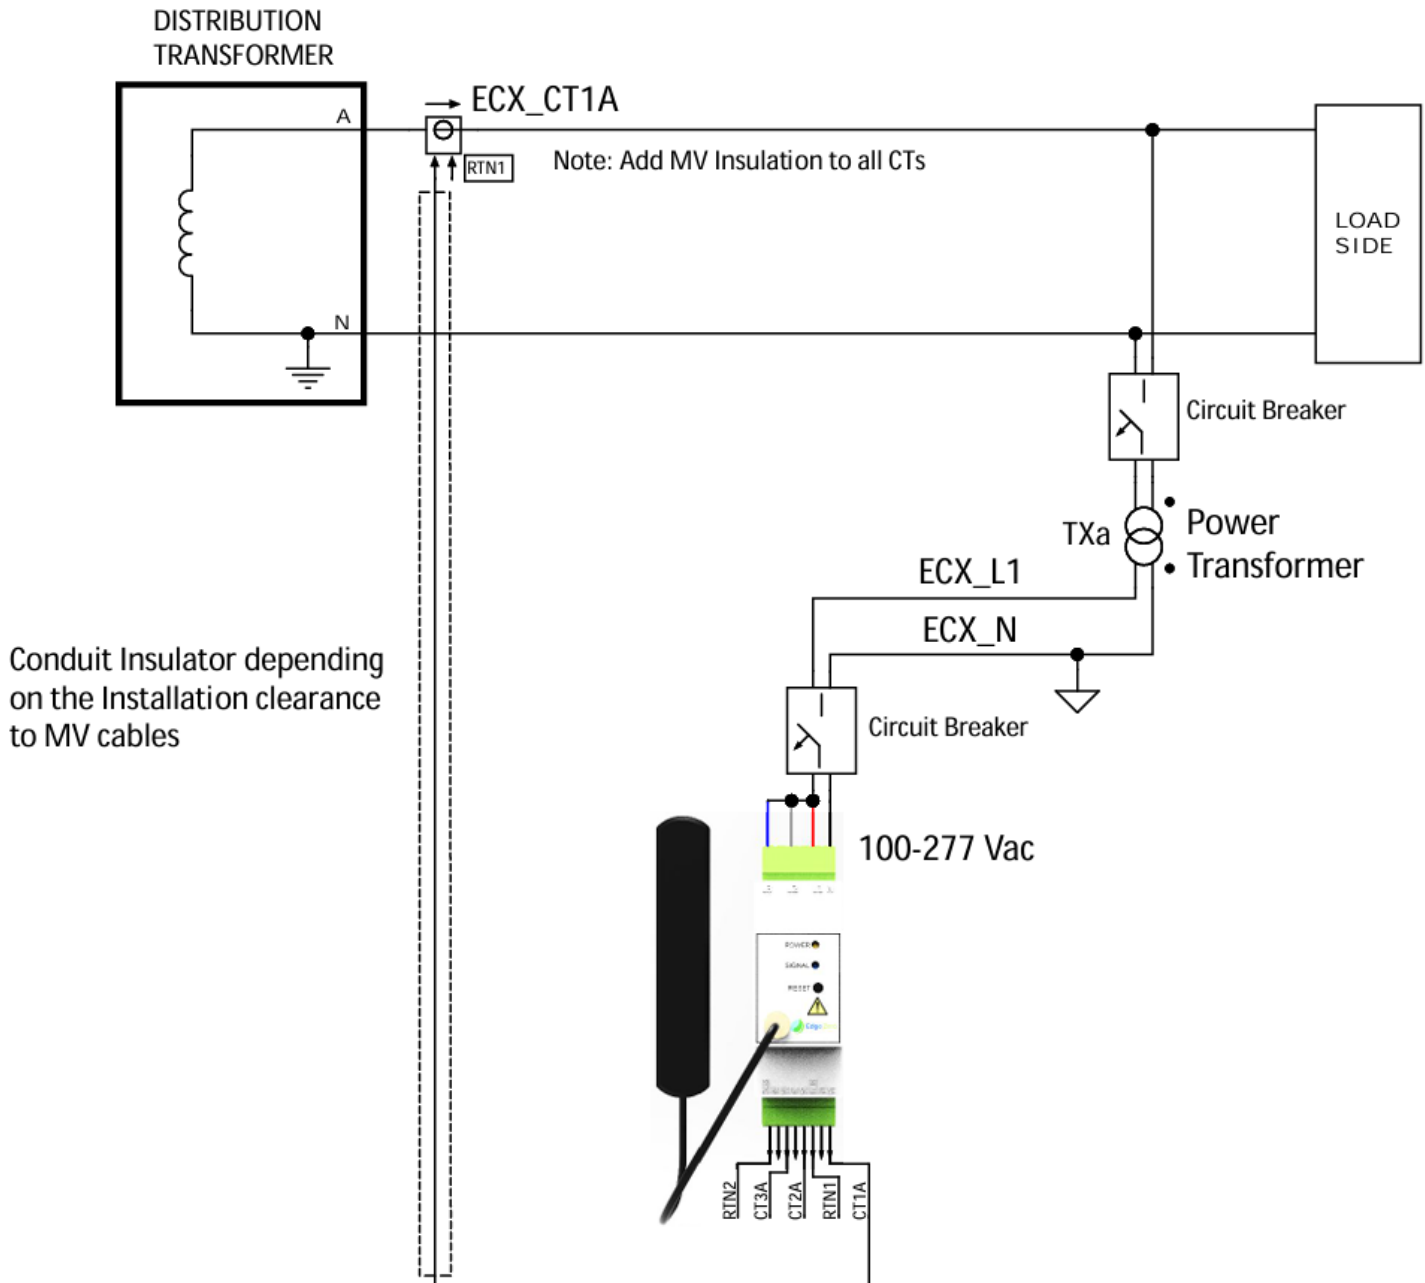 DISTRIBUTION
TRANSFORMER
A
ECX_CT1A
RTN1
Note: Add MV Insulation to all CTs
LOAD
SIDE
N
Circuit Breaker
TXa
Power
Transformer
ECX_L1
ECX_N
Conduit Insulator depending
on the Installation clearance
to MV cables
Circuit Breaker
100-277 Vac
POWER
SIGNAL
RESET
RTN2
CT3A
CT2A
RTN1
CT1A